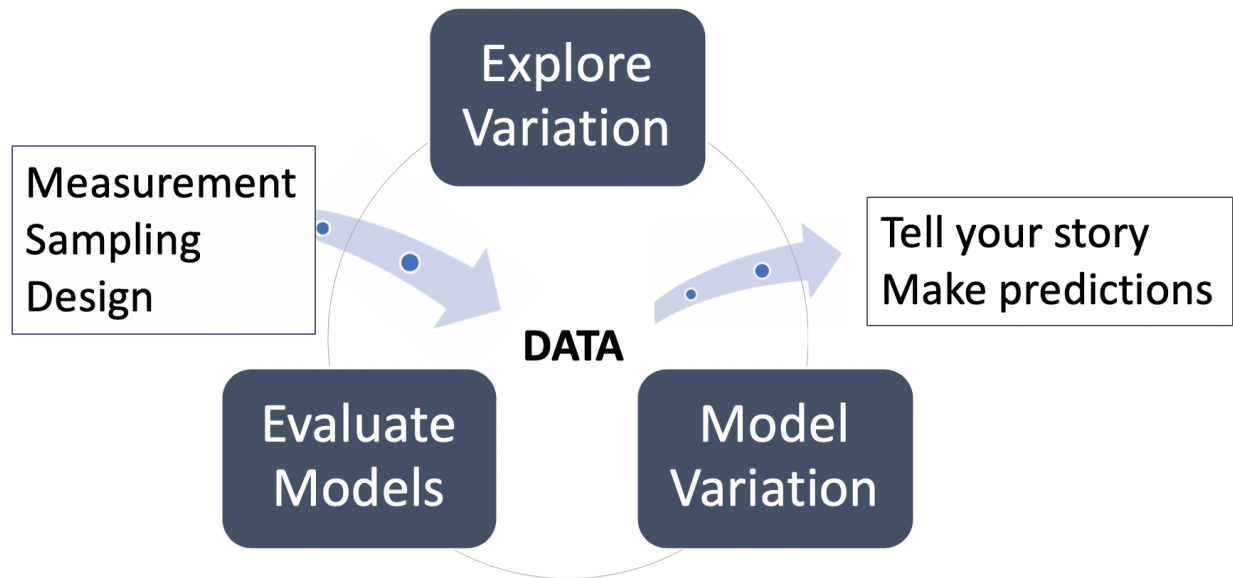 Explore
Variation
Measurement
Sampling
Design
Tell your story
Make predictions
DATA
Evaluate
Models
Model
Variation